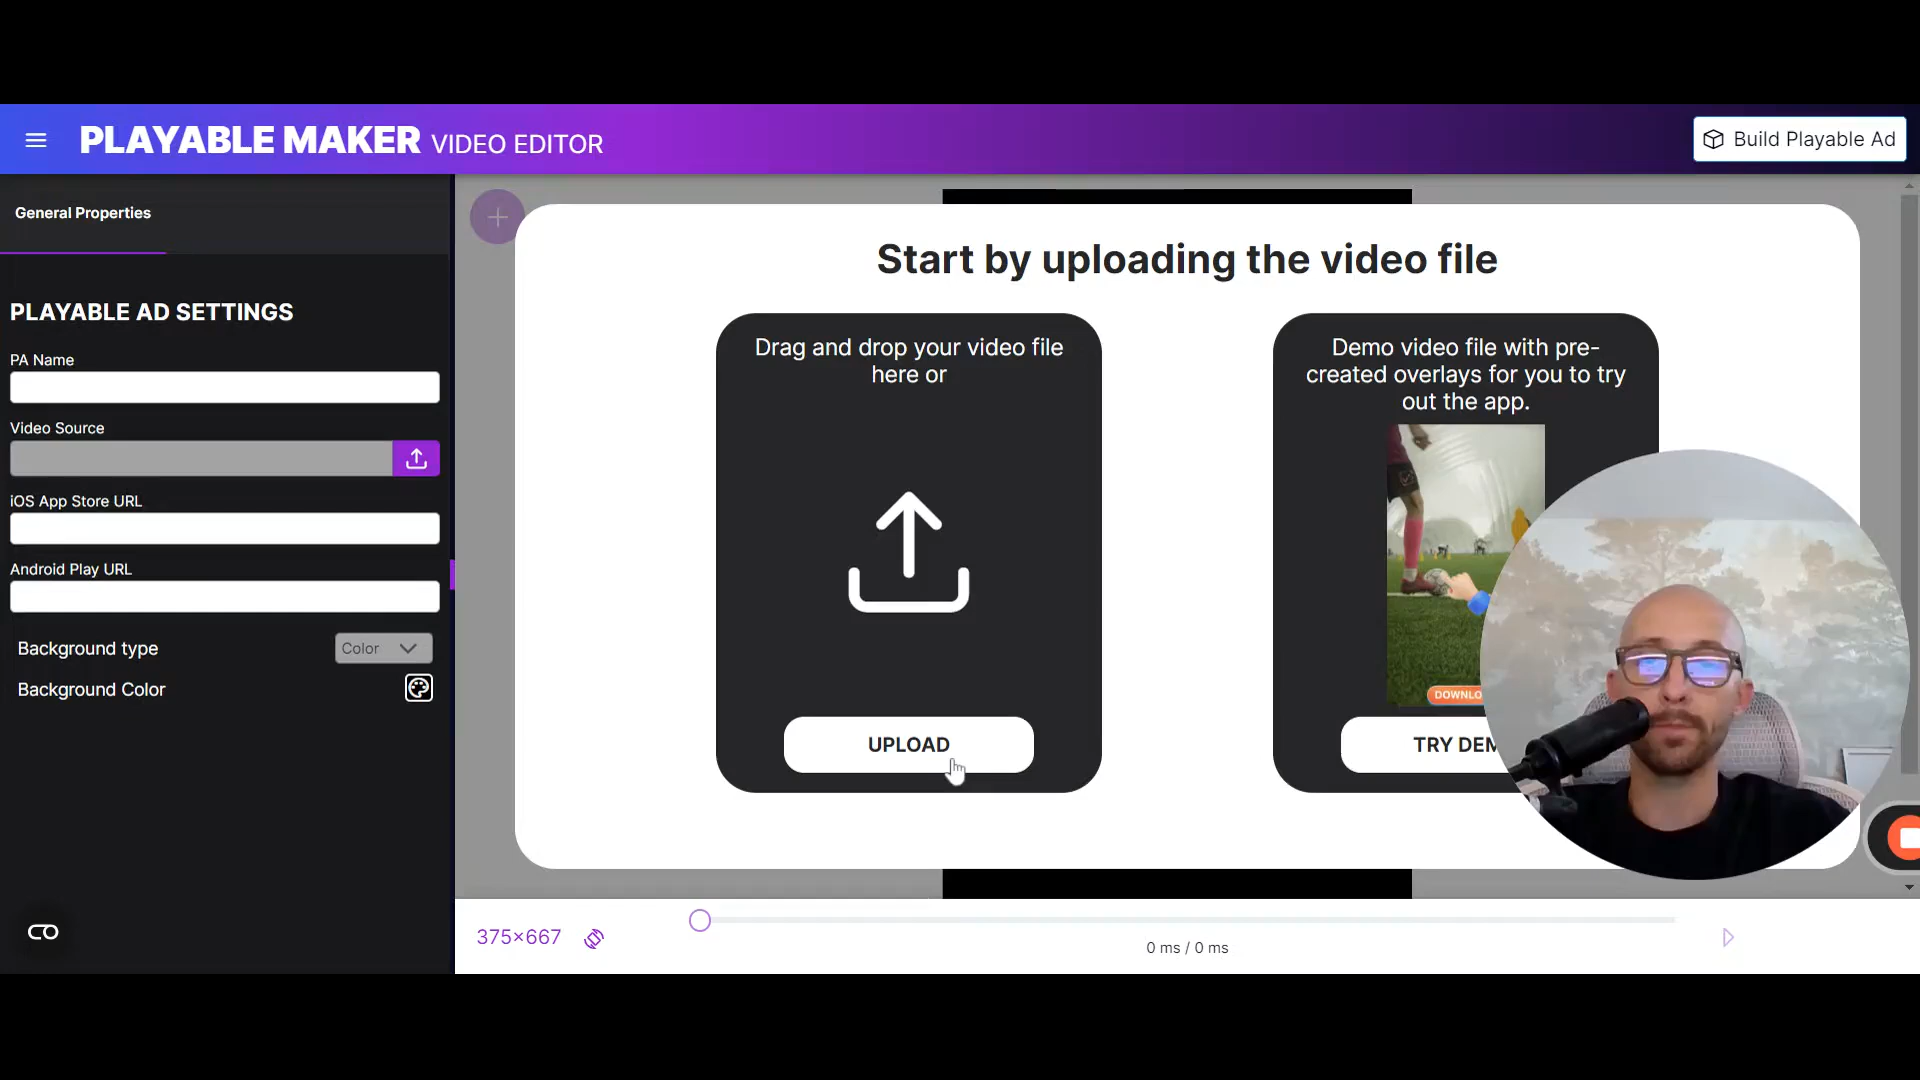 PLAYABLE MAKER VIDEO EDITOR
Build Playable Ad
General Properties
PLAYABLE AD SETTINGS
PA Name
Video Source
iOS App Store URL
Android Play URL
Background type
Color
Background Color
Start by uploading the video file
Drag and drop your video file
here or
UPLOAD
Demo video file with pre-
created overlays for you to try
out the app.
DOWNLO
TRY DEM
375×667
0 ms / 0 ms